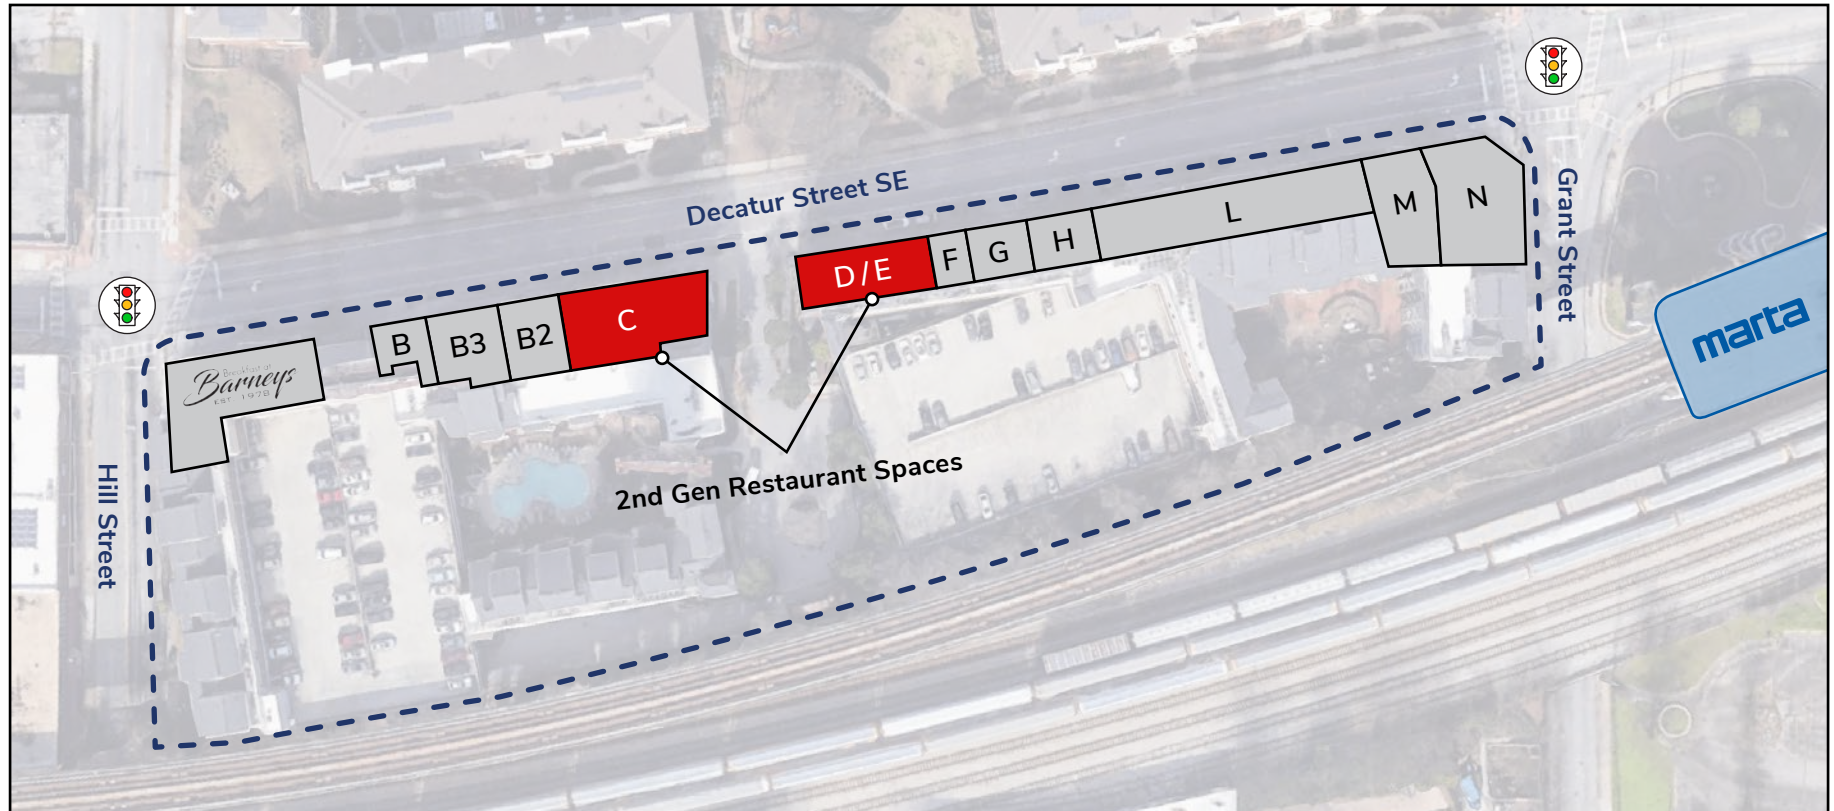 Decatur Street SE
Grant Street
Hill Street
Breakfast at
Barneys
EST. 1978
B
B3
B2
C
D/E
F
G
H
L
M
N
marta
2nd Gen Restaurant Spaces